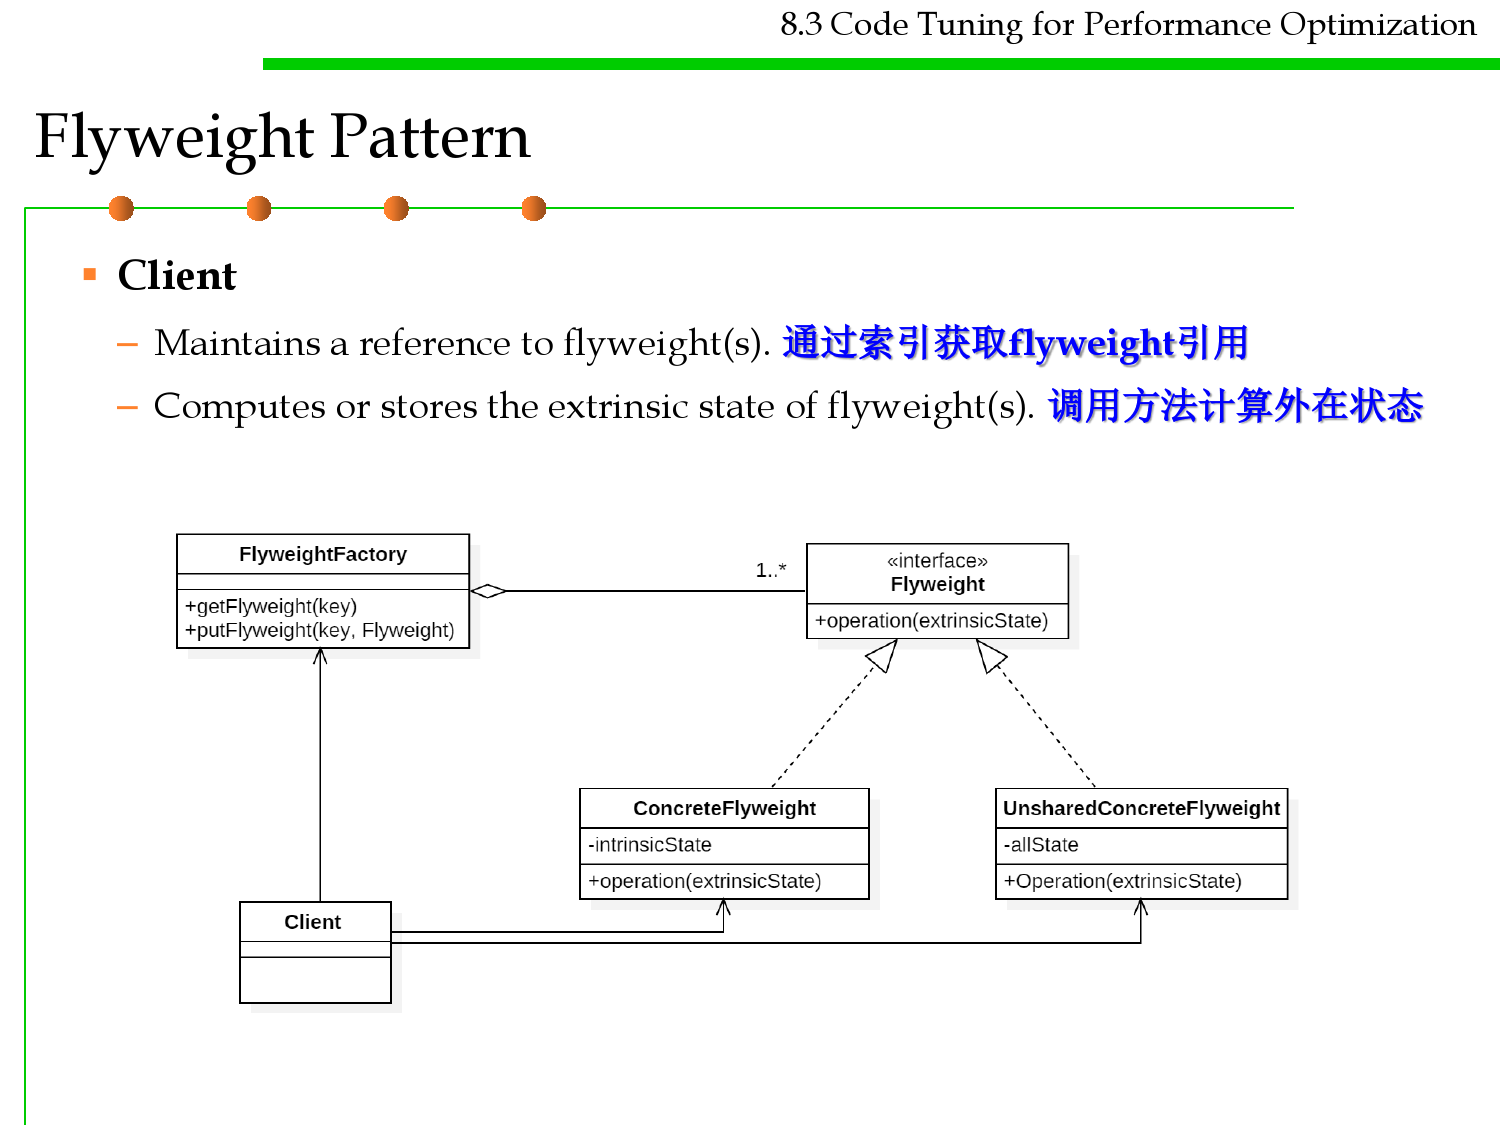 8.3 Code Tuning for Performance Optimization
Flyweight Pattern
Client
– Maintains a reference to flyweight(s). 通过索引获取flyweight引用
– Computes or stores the extrinsic state of flyweight(s). 调用方法计算外在状态
FlyweightFactory
+getFlyweight(key)
+putFlyweight(key, Flyweight)
1..*
«interface»
Flyweight
+operation(extrinsicState)
ConcreteFlyweight
-intrinsicState
+operation(extrinsicState)
UnsharedConcreteFlyweight
-allState
+Operation(extrinsicState)
Client